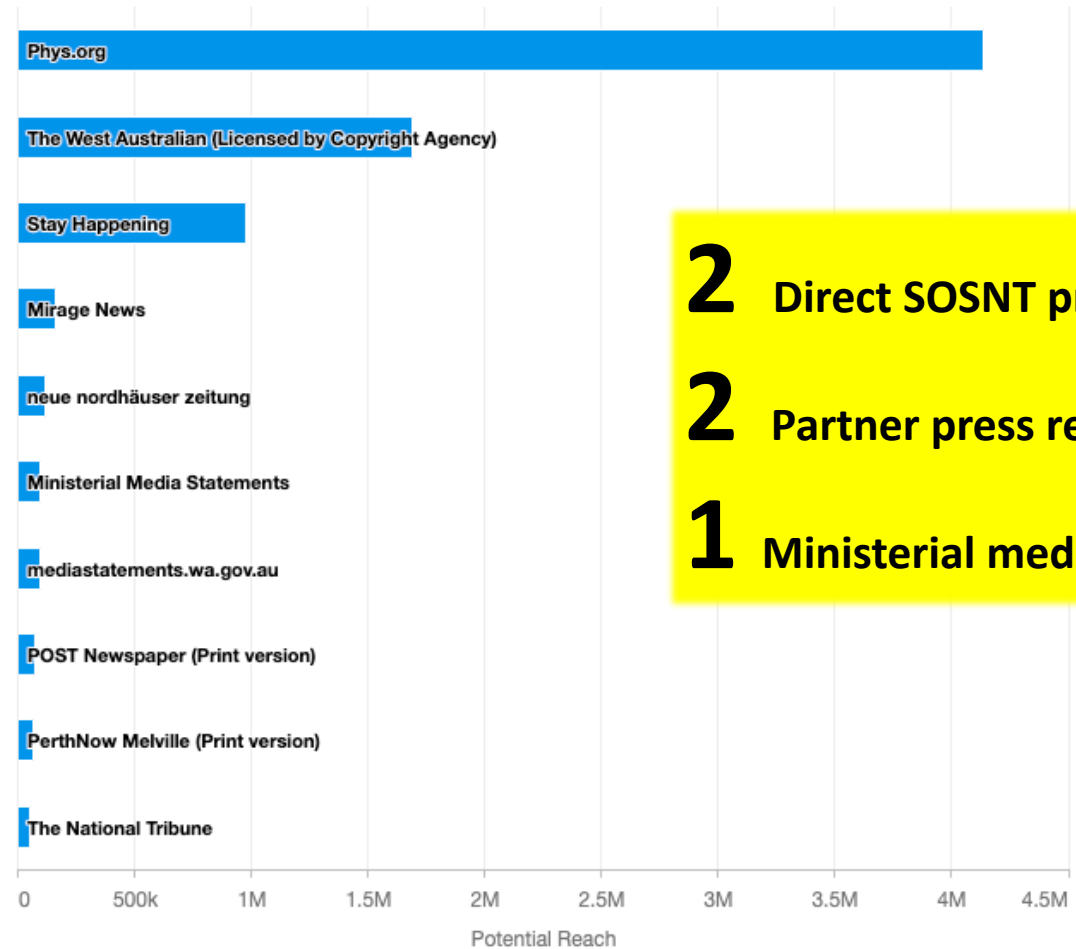 Phys.org
The West Australian (Licensed by Copyright Agency)
Stay Happening
Mirage News
neue nordhäuser zeitung
Ministerial Media Statements
mediastatements.wa.gov.au
POST Newspaper (Print version)
PerthNow Melville (Print version)
The National Tribune
0 500k 1M 1.5M 2M 2.5M 3M 3.5M 4M 4.5M
Potential Reach
2 Direct SOSNT
2 Partner press
1 Ministerial